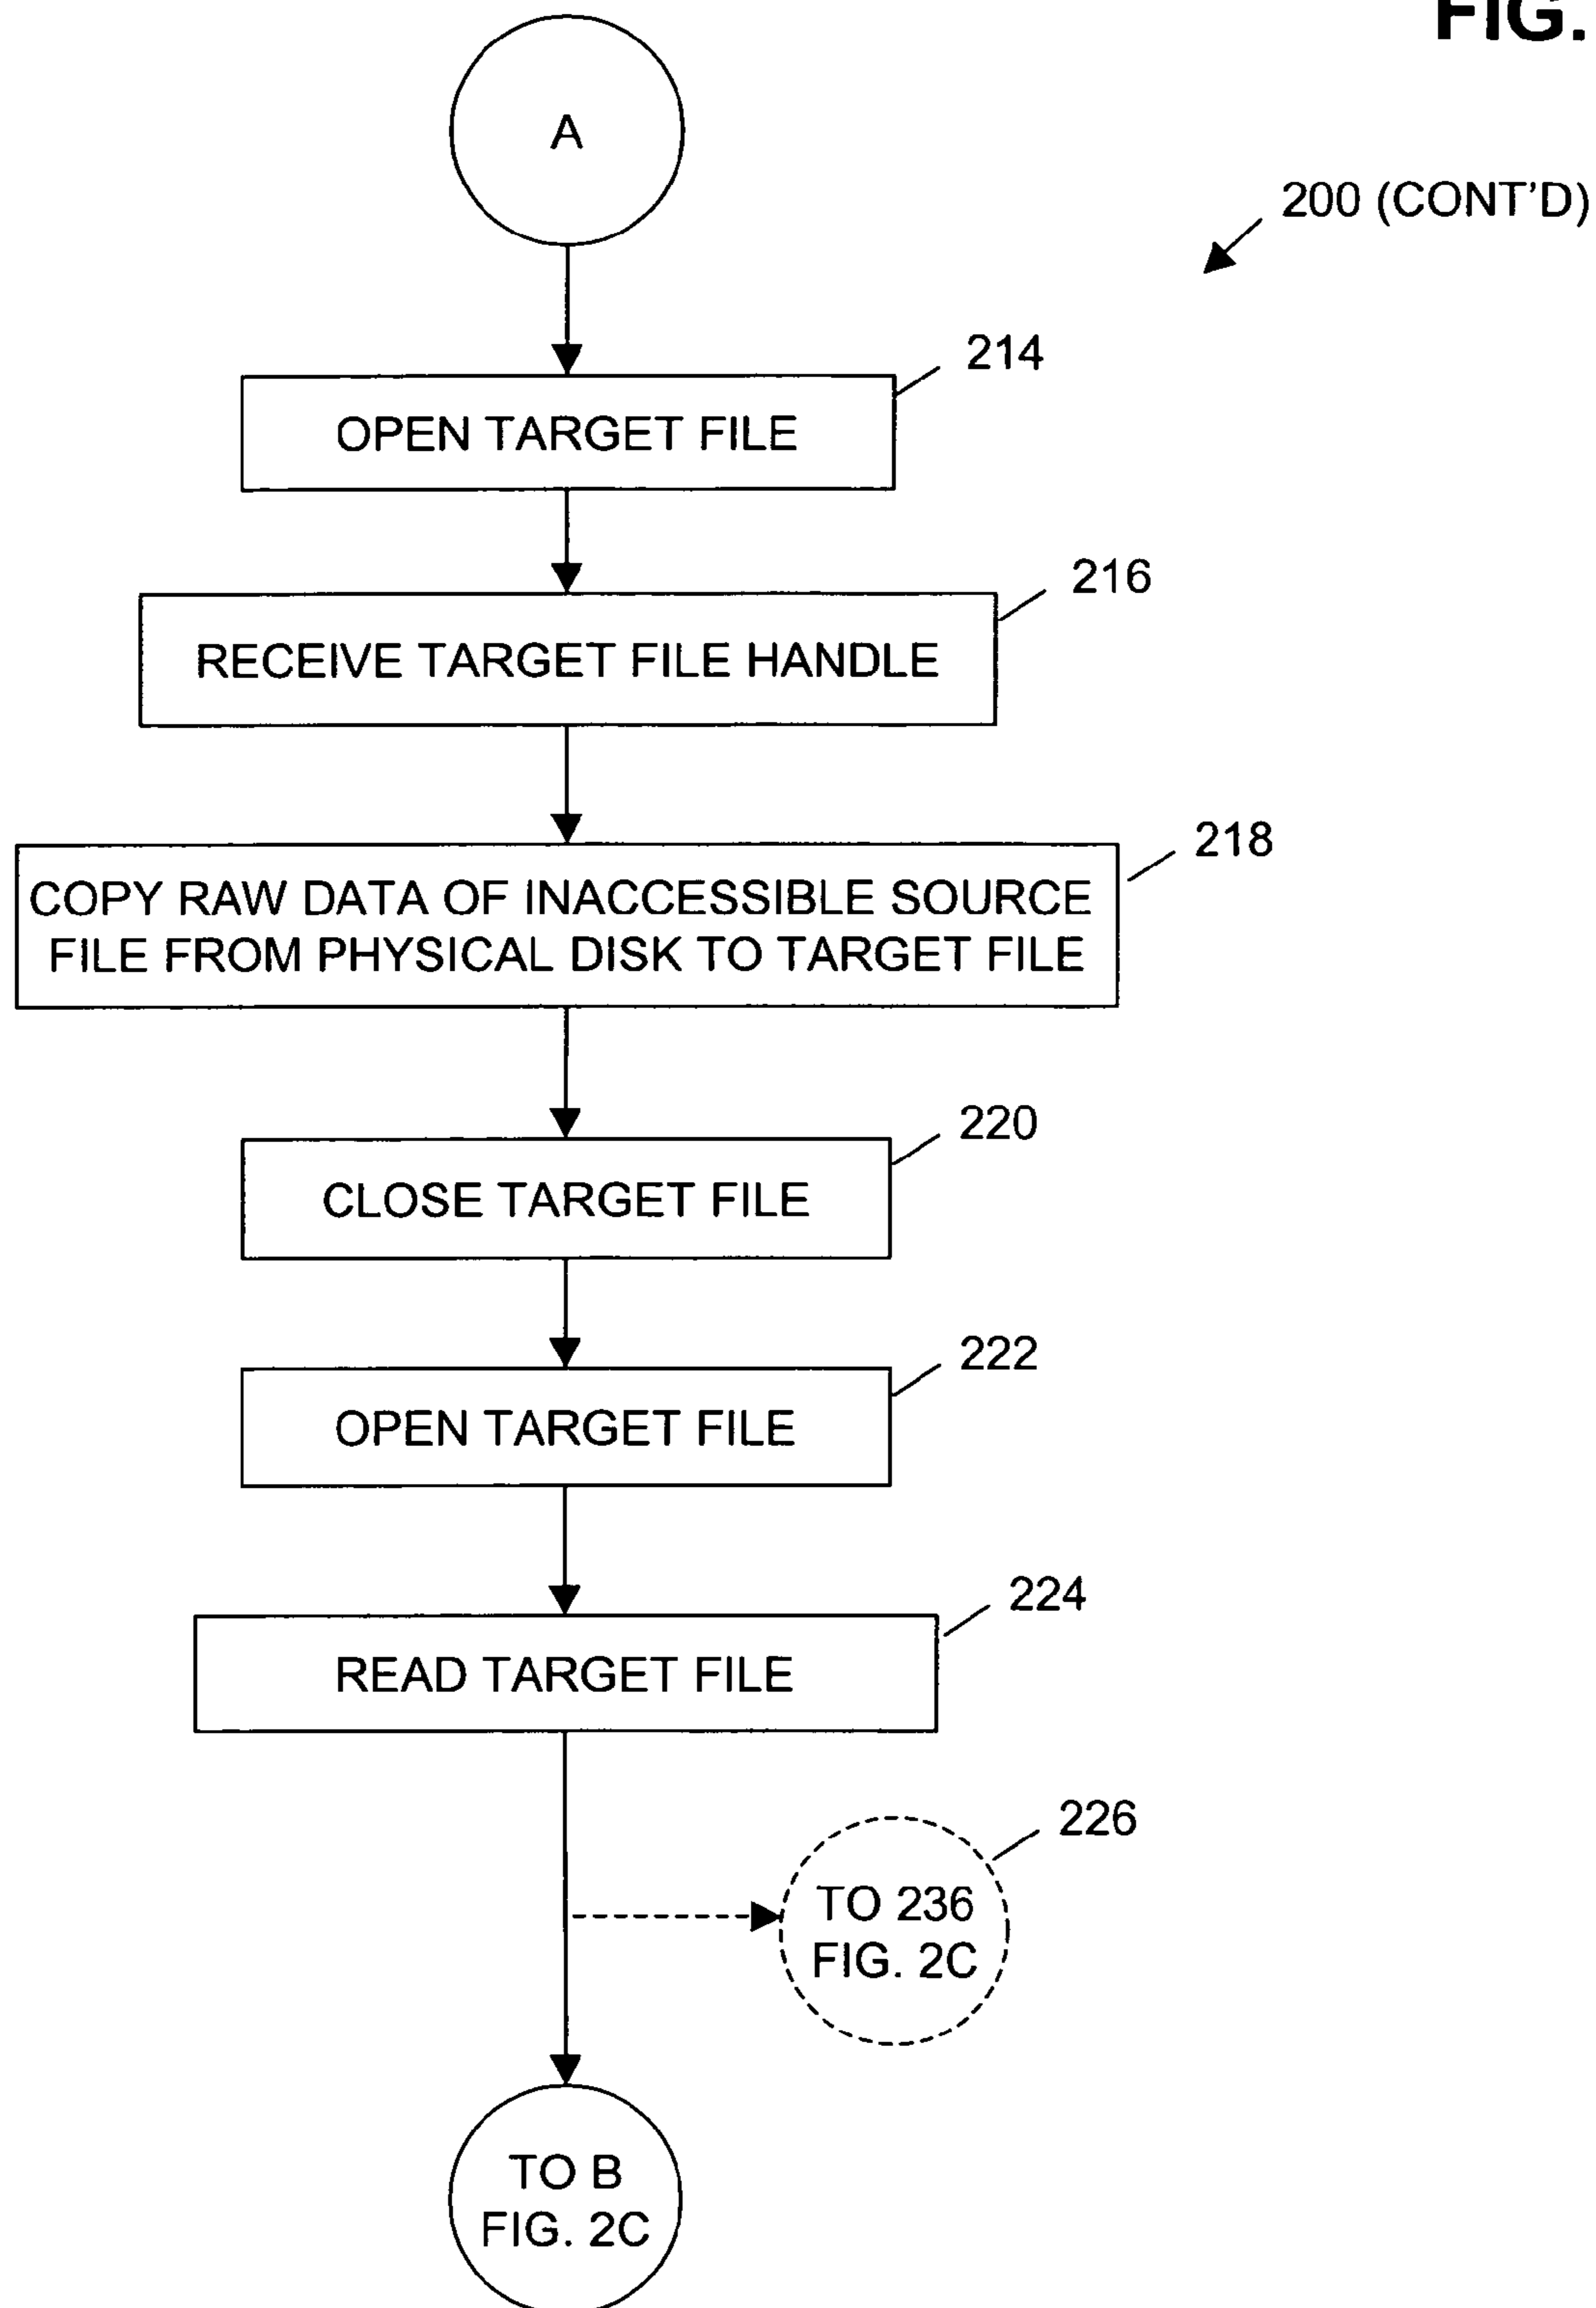 FIG.
A
200 (CONT'D)
214
OPEN TARGET FILE
216
RECEIVE TARGET FILE HANDLE
218
COPY RAW DATA OF INACCESSIBLE SOURCE
FILE FROM PHYSICAL DISK TO TARGET FILE
220
CLOSE TARGET FILE
222
OPEN TARGET FILE
224
READ TARGET FILE
226
TO 236
FIG. 2C
TO B
FIG. 2C